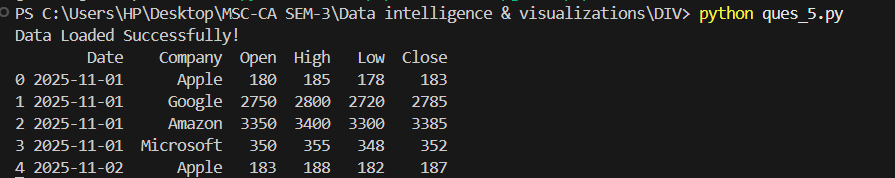 PS C:\Users\HP\Desktop\MSC-CA SEM-3\Data intelligence & visualizations\DIV> python ques_5.py
Data Loaded Successfully!
Date Company Open High Low Close
0 2025-11-01 Apple 180 185 178 183
1 2025-11-01 Google 2750 2800 2720 2785
2 2025-11-01 Amazon 3350 3400 3300 3385
3 2025-11-01 Microsoft 350 355 348 352
4 2025-11-02 Apple 183 188 182 187